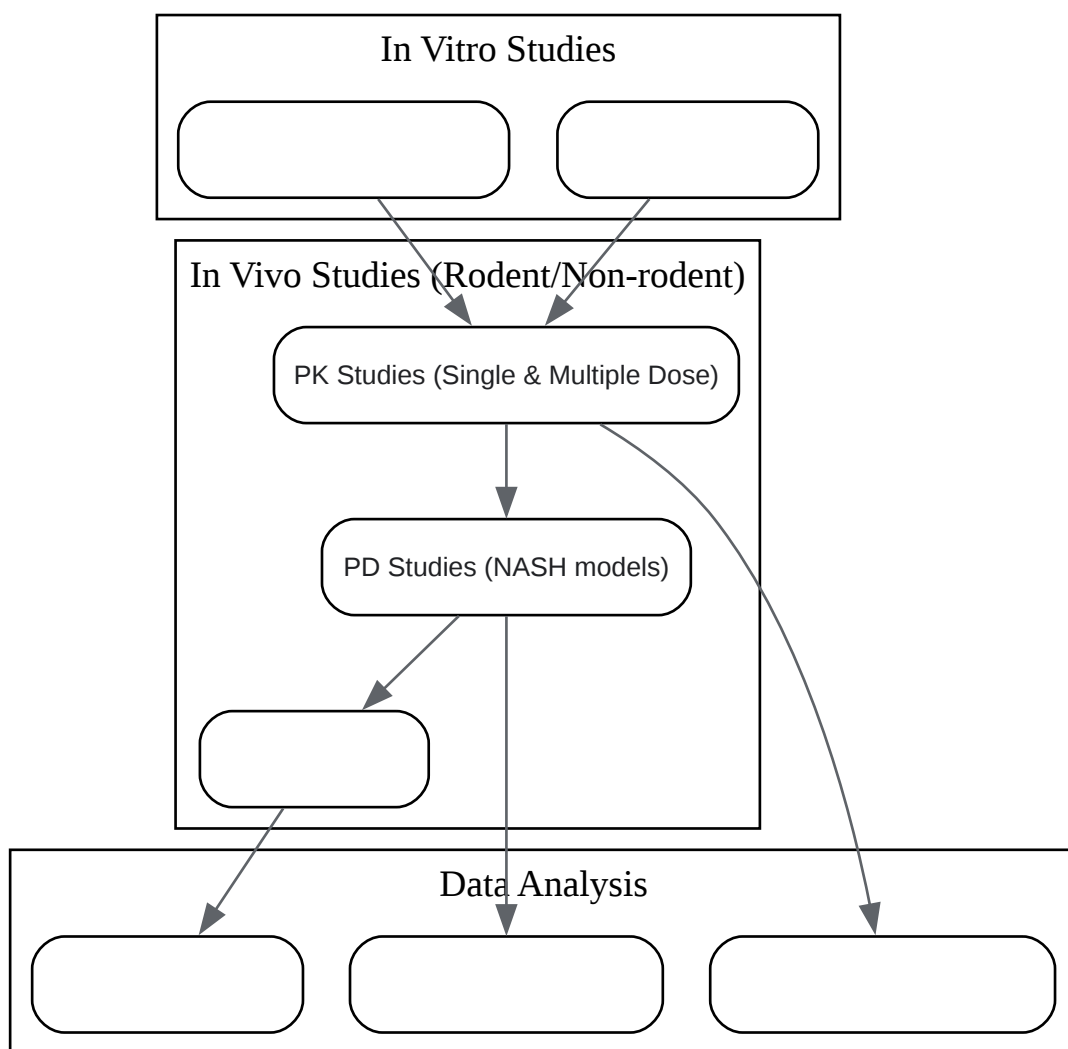 In Vitro Studies
In Vivo Studies (Rodent/Non-rodent)
PK Studies (Single & Multiple Dose)
PD Studies (NASH models)
Data Analysis